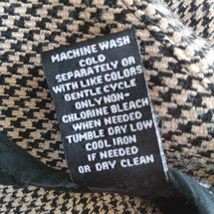 MACHINE WASH
COLD
SEPARATELY OR
WITH LIKE COLORS
GENTLE CYCLE
ONLY NON-
CHLORINE BLEACH
WHEN NEEDED
TUMBLE DRY LOW
COOL IRON
IF NEEDED
OR DRY CLEAN